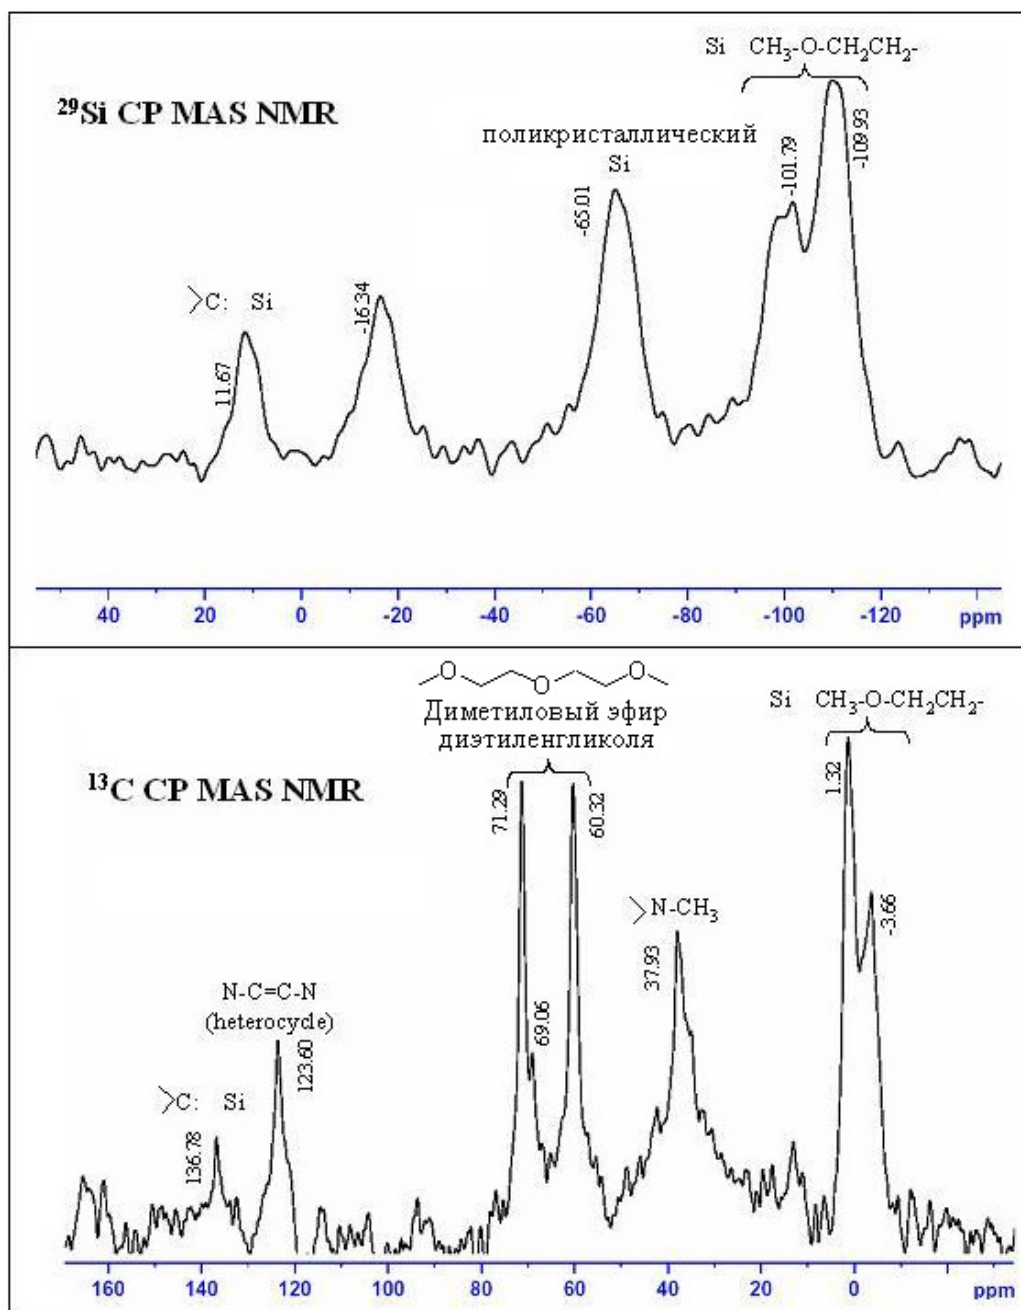 Si CH₃-O-CH₂CH₂-
²⁹Si CP MAS NMR
поликристаллический
Si
-65.01
-101.79
-109.93
>C: Si
11.67
-16.34
40 20 0 -20 -40 -60 -80 -100 -120 ppm
O O O
Диметиловый эфир
диэтиленгликоля
Si CH₃-O-CH₂CH₂-
¹³C CP MAS NMR
71.29
60.32
1.32
-3.66
>N-CH₃
37.93
N-C=C-N
(heterocycle)
123.60
69.06
>C: Si
136.78
160 140 120 100 80 60 40 20 0 ppm